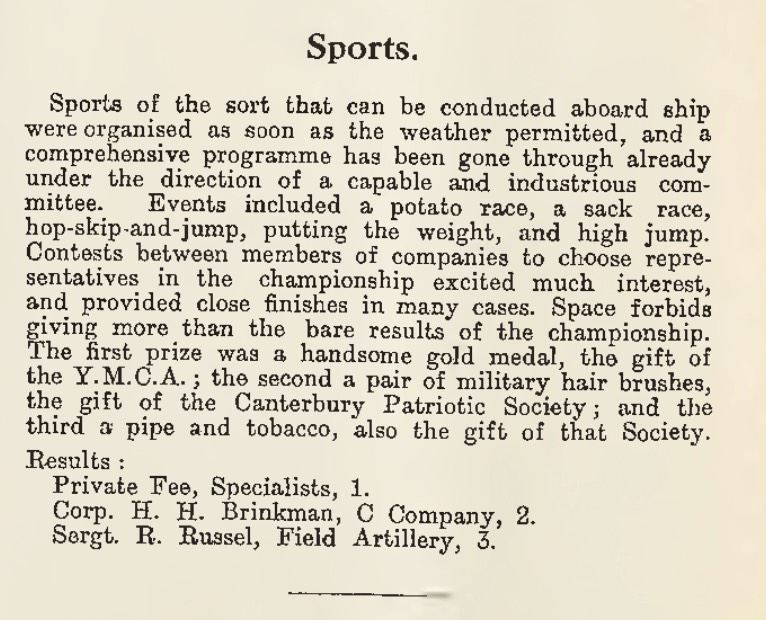 Sports.
Sports of the sort that can be conducted aboard ship
were organised as soon as the weather permitted, and a
comprehensive programme has been gone through already
under the direction of a capable and industrious com-
mittee. Events included a potato race, a sack race,
hop-skip-and-jump, putting the weight, and high jump.
Contests between members of companies to choose repre-
sentatives in the championship excited much interest,
and provided close finishes in many cases. Space forbids
giving more than the bare results of the championship.
The first prize was a handsome gold medal, the gift of
the Y.M.C.A.; the second a pair of military hair brushes,
the gift of the Canterbury Patriotic Society; and the
third a pipe and tobacco, also the gift of that Society.
Results :
Private Fee, Specialists, 1.
Corp. H. H. Brinkman, C Company, 2.
Sergt. R. Russel, Field Artillery, 3.